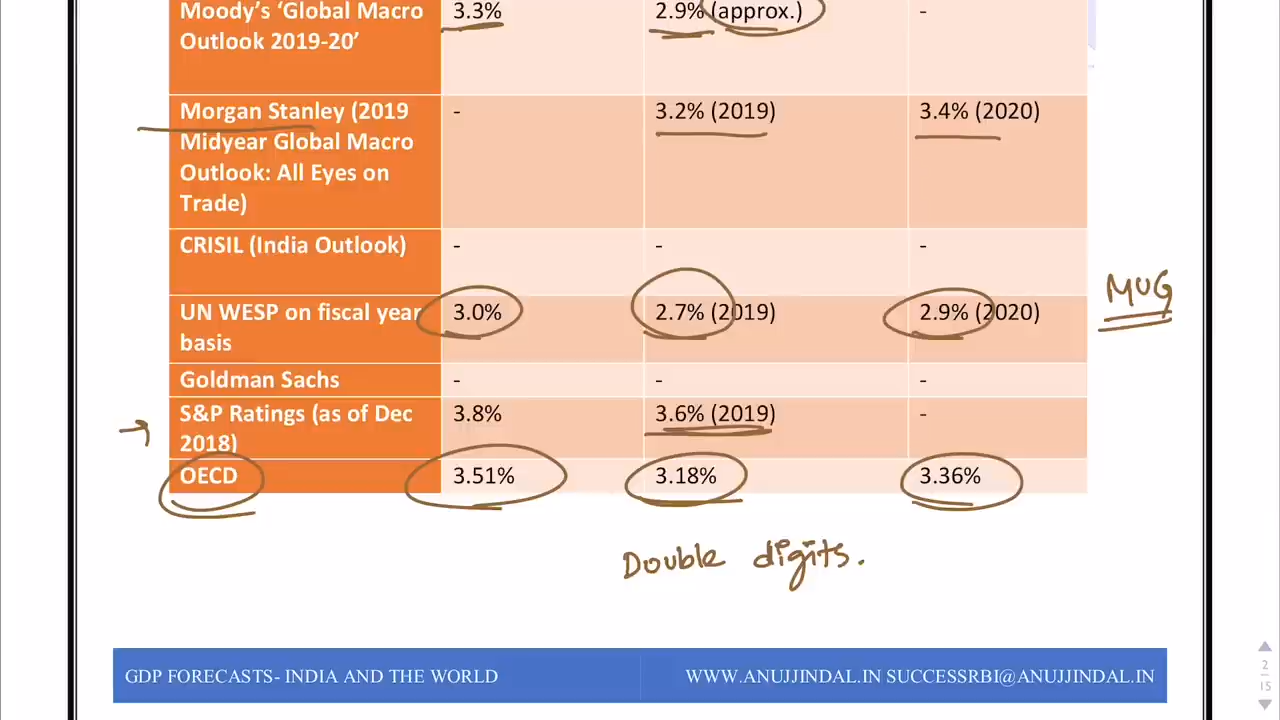 Moody's 'Global Macro 3.3% 2.9% (approx.) -
Outlook 2019-20'
Morgan Stanley (2019 - 3.2% (2019) 3.4% (2020)
Midyear Global Macro
Outlook: All Eyes on
Trade)
CRISIL (India Outlook) - - -
UN WESP on fiscal year 3.0% 2.7% (2019) 2.9% (2020)
basis
MUG
Goldman Sachs - - -
S&P Ratings (as of Dec 3.8% 3.6% (2019) -
2018)
OECD 3.51% 3.18% 3.36%
Double digits.
GDP FORECASTS- INDIA AND THE WORLD WWW.ANUJJINDAL.IN SUCCESSRBI@ANUJJINDAL.IN
2
15